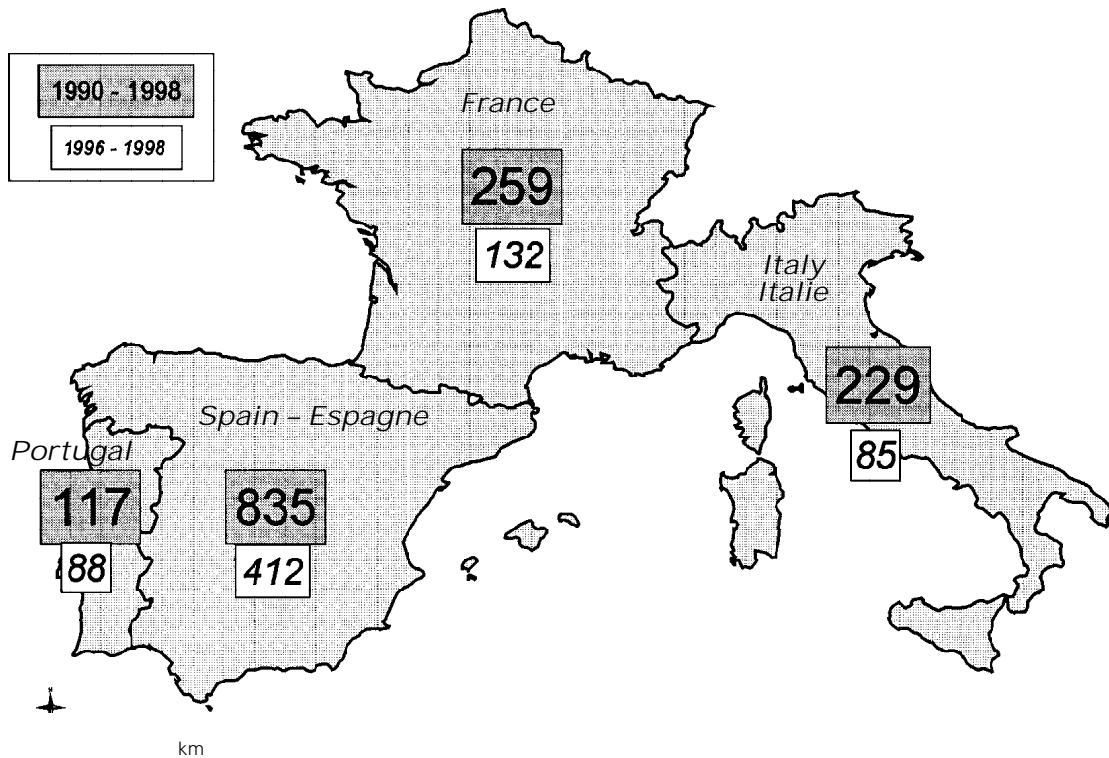 1990 - 1998
1996 - 1998
France
259
132
Italy
Italie
229
85
Spain – Espagne
835
412
Portugal
117
88
N
km